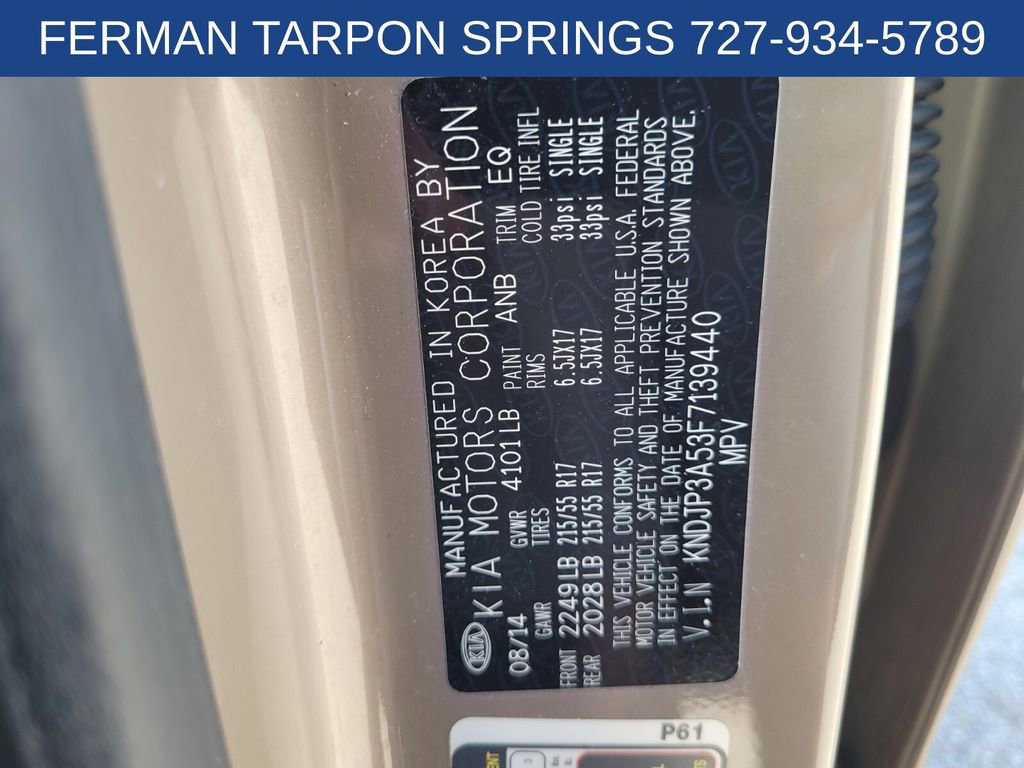 FERMAN TARPON SPRINGS 727-934-5789
MANUFACTURED IN KOREA BY
KIA KIA MOTORS CORPORATION
08/14 GVWR 4101 LB PAINT ANB TRIM EQ
GAWR TIRES RIMS COLD TIRE INFL
FRONT 2249LB 215/55 R17 6.5JX17 33psi SINGLE
REAR 2028LB 215/55 R17 6.5JX17 33psi SINGLE
THIS VEHICLE CONFORMS TO ALL APPLICABLE U.S.A. FEDERAL
MOTOR VEHICLE SAFETY AND THEFT PREVENTION STANDARDS
IN EFFECT ON THE DATE OF MANUFACTURE SHOWN ABOVE.
V.I.N KNDJP3A53F7139440
MPV
P61